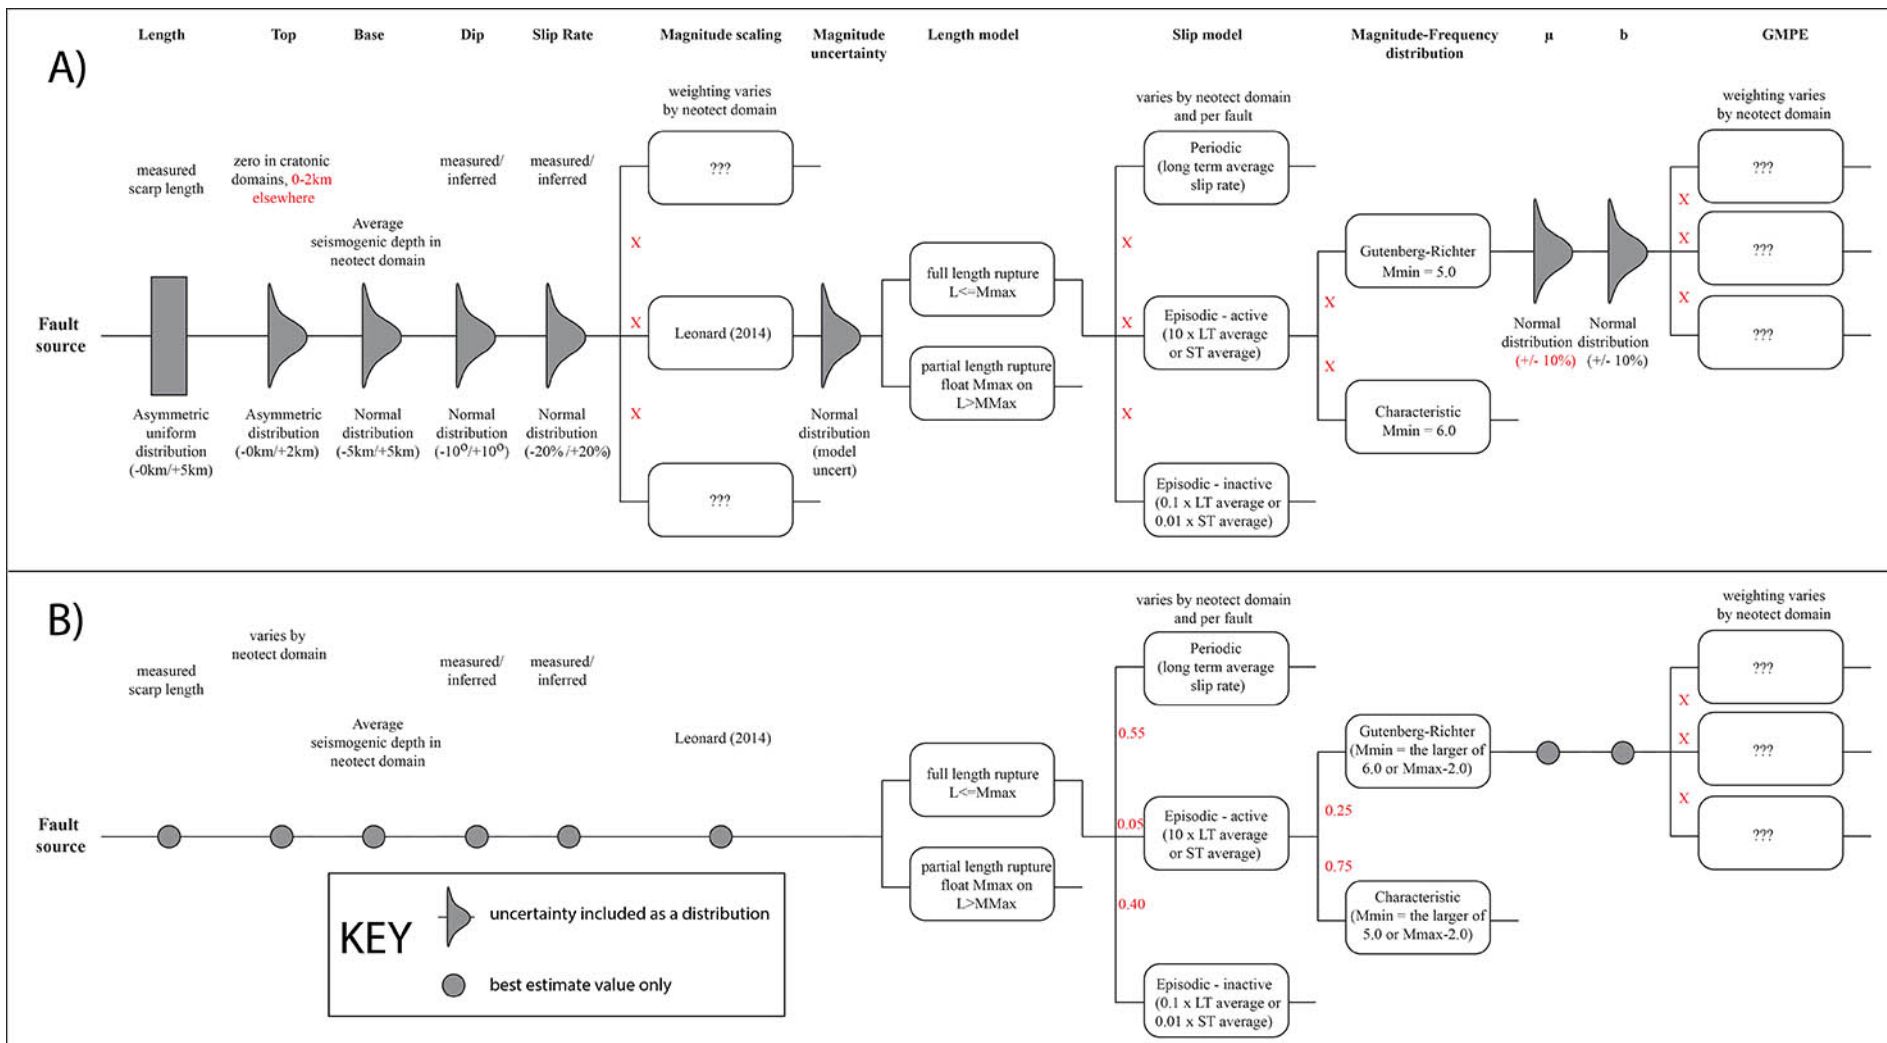 Length
Top
Base
Dip
Slip Rate
Magnitude scaling
Magnitude
uncertainty
Length model
Slip model
Magnitude-Frequency
distribution
μ
b
GMPE
A)
weighting varies
by neotect domain
varies by neotect domain
and per fault
weighting varies
by neotect domain
measured
scarp length
zero in cratonic
domains, 0-2km
elsewhere
Average
seismogenic depth in
neotect domain
measured/
inferred
measured/
inferred
???
X
Leonard (2014)
X
X
???
full length rupture
L<=Mmax
partial length rupture
float Mmax on
L>MMax
Periodic
(long term average
slip rate)
X
X
Episodic - active
(10 x LT average
or ST average)
X
Episodic - inactive
(0.1 x LT average or
0.01 x ST average)
Gutenberg-Richter
Mmin = 5.0
X
X
Characteristic
Mmin = 6.0
???
X
X
???
X
???
Fault
source
Asymmetric
uniform
distribution
(-0km/+5km)
Asymmetric
distribution
(-0km/+2km)
Normal
distribution
(-5km/+5km)
Normal
distribution
(-10°/+10°)
Normal
distribution
(-20%/+20%)
Normal
distribution
(model
uncert)
Normal
distribution
(+/- 10%)
Normal
distribution
(+/- 10%)
B)
varies by neotect domain
and per fault
weighting varies
by neotect domain
measured
scarp length
varies by
neotect domain
Average
seismogenic depth in
neotect domain
measured/
inferred
measured/
inferred
Leonard (2014)
full length rupture
L<=Mmax
partial length rupture
float Mmax on
L>MMax
Periodic
(long term average
slip rate)
0.55
0.05
Episodic - active
(10 x LT average
or ST average)
0.40
Episodic - inactive
(0.1 x LT average or
0.01 x ST average)
Gutenberg-Richter
(Mmin = the larger of
6.0 or Mmax-2.0)
0.25
0.75
Characteristic
(Mmin = the larger of
5.0 or Mmax-2.0)
???
X
X
???
X
???
Fault
source
KEY
uncertainty included as a distribution
best estimate value only